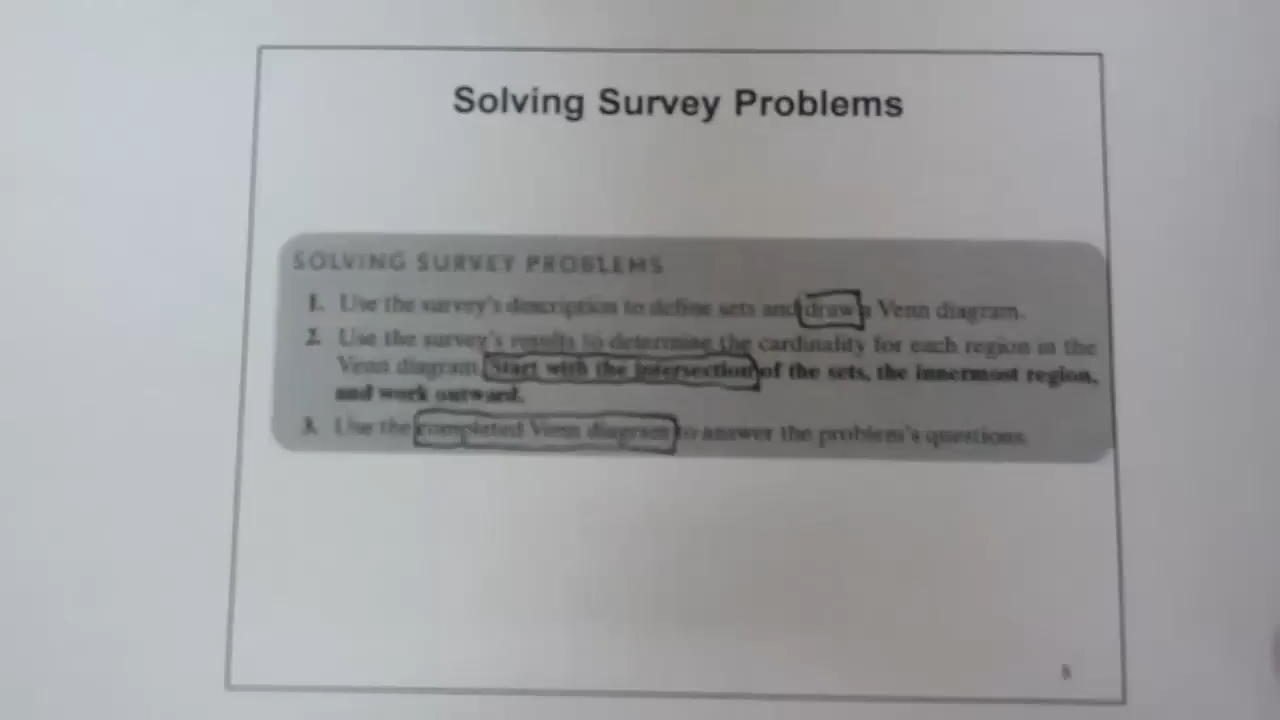 Solving Survey Problems
SOLVING SURVEY PROBLEMS
1. Use the survey's description to define sets and draw a Venn diagram.
2. Use the survey's results to determine the cardinality for each region in the
Venn diagram. Start with the intersection of the sets, the innermost region,
and work outward.
3. Use the completed Venn diagram to answer the problem's questions.